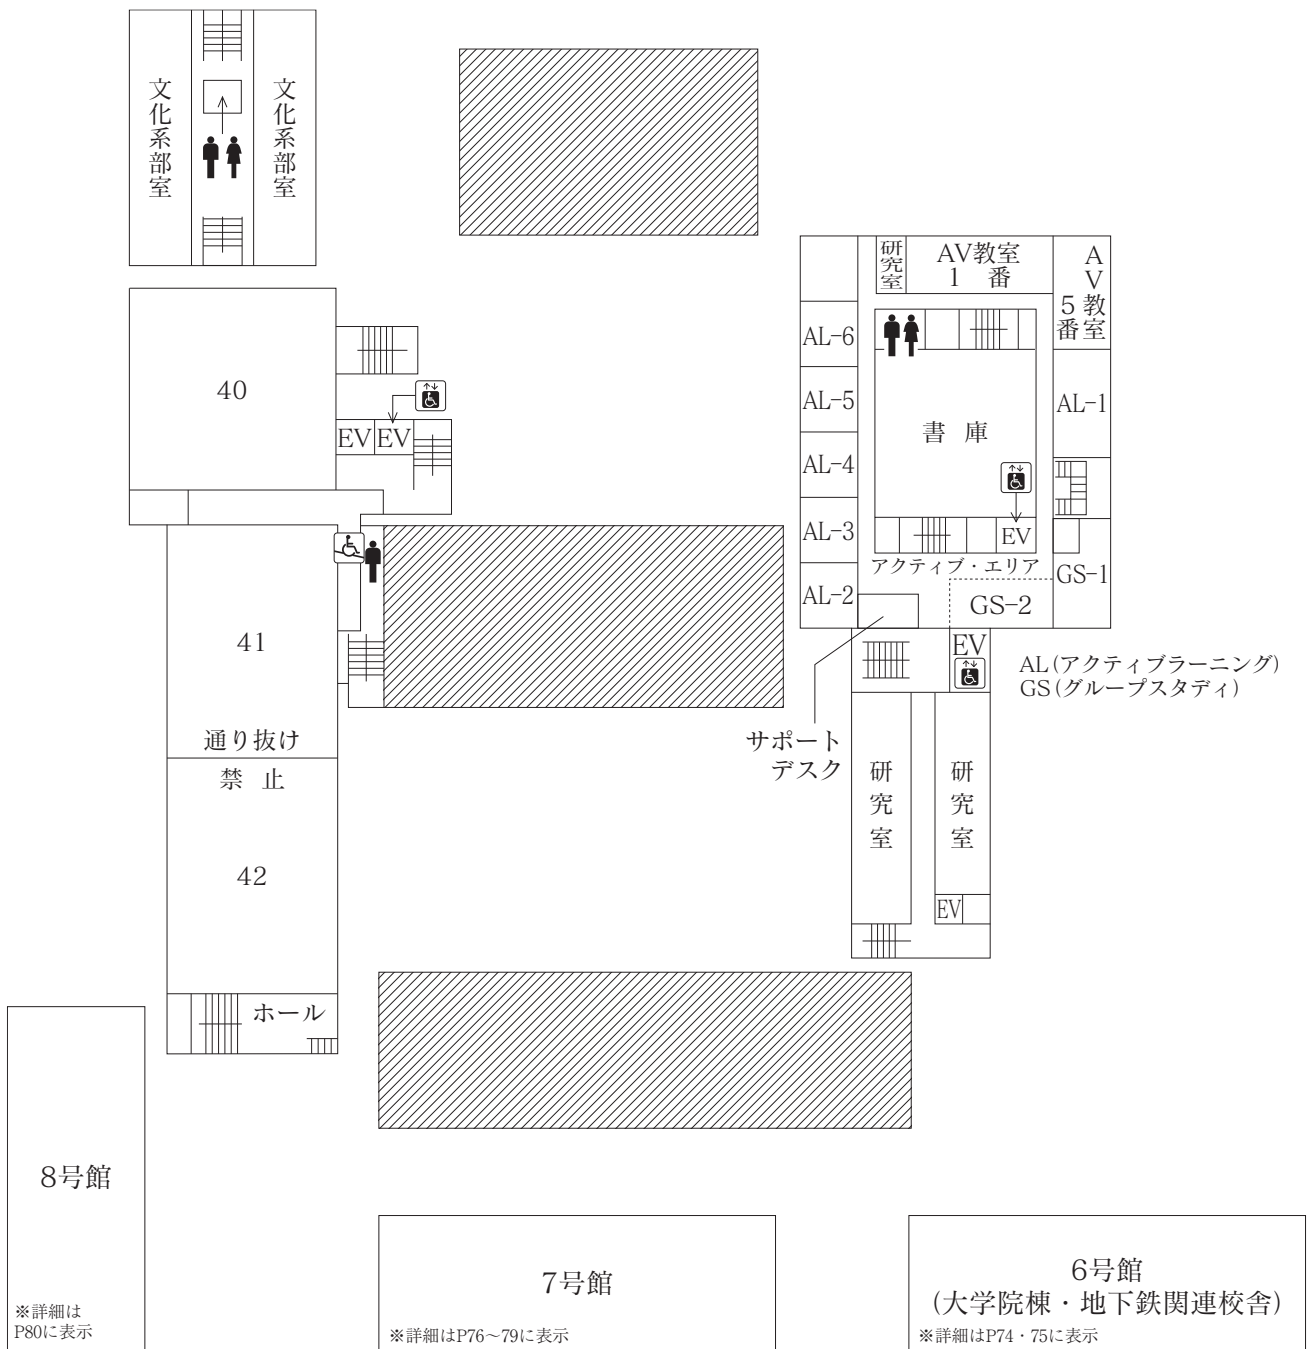 文化系部室
文化系部室
研究室
AV教室
1 番
AV教室
5番
AL-6
AL-5
AL-4
AL-3
AL-2
AL-1
書 庫
EV
アクティブ・エリア
GS-1
GS-2
EV
AL(アクティブラーニング)
GS(グループスタディ)
サポート
デスク
研究室
研究室
EV
40
EV
EV
41
通り抜け
禁 止
42
ホール
8号館
※詳細は
P80に表示
7号館
※詳細はP76～79に表示
6号館
(大学院棟・地下鉄関連校舎)
※詳細はP74・75に表示